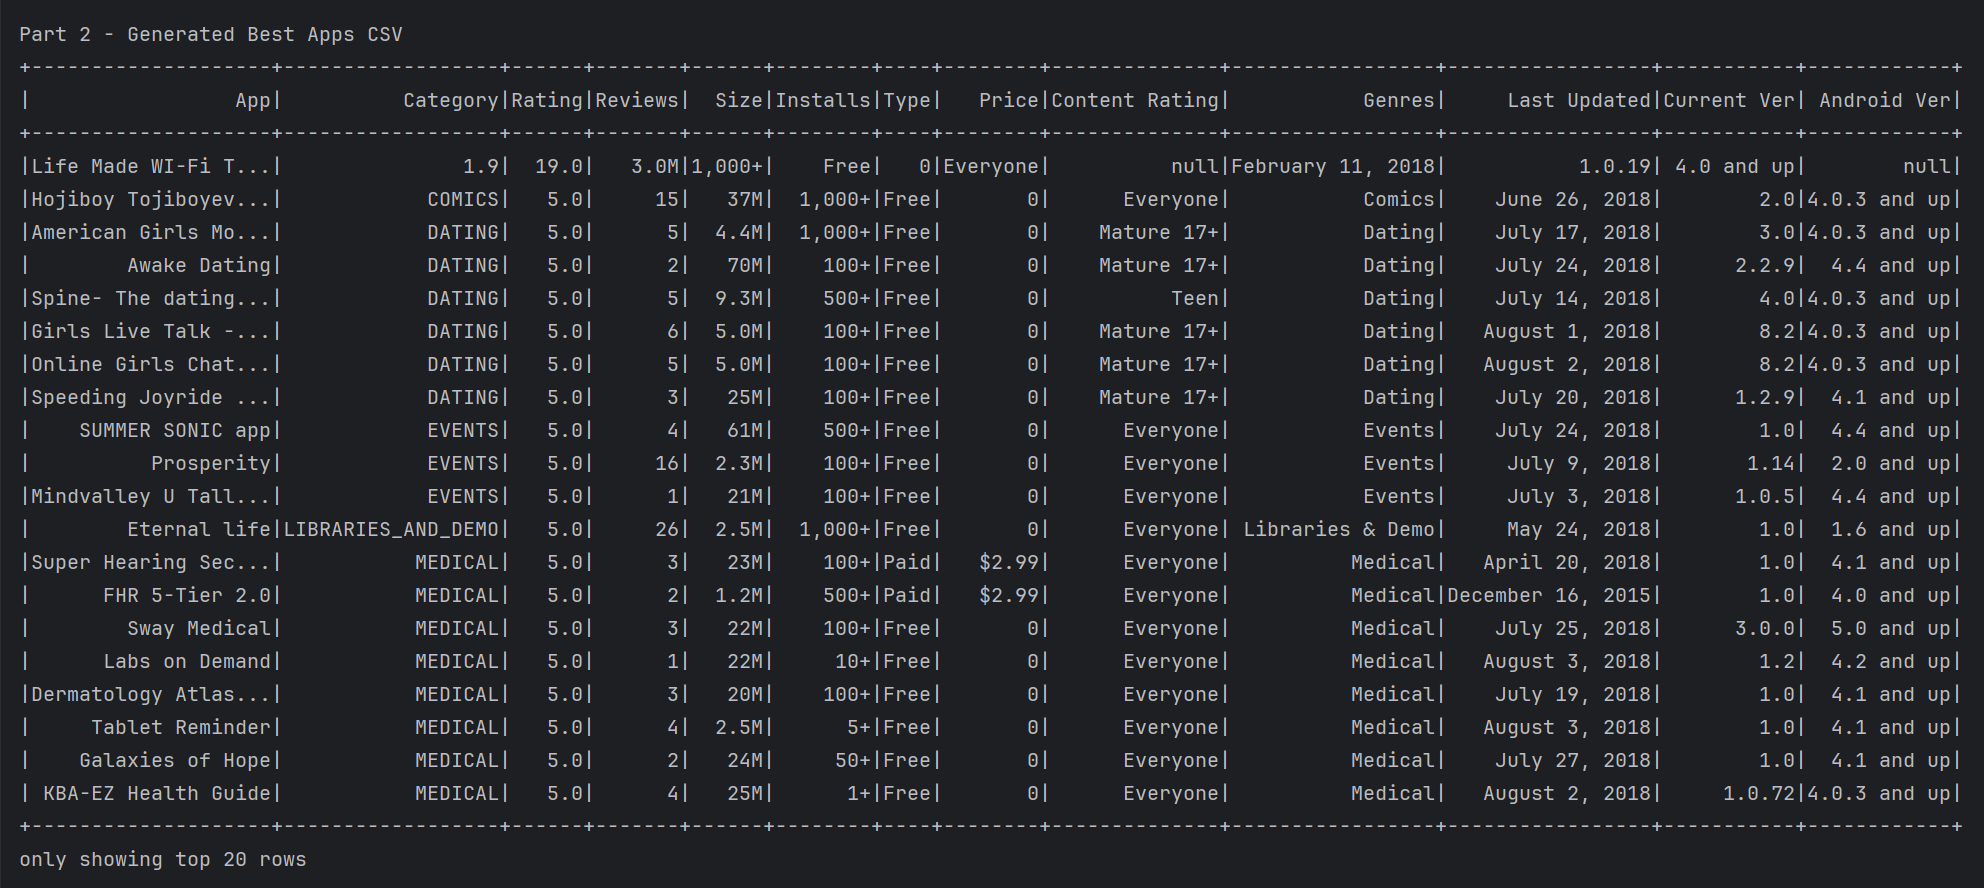 Part 2 - Generated Best Apps CSV
+--------------------+------------------+------+-------+------+--------+----+--------+--------------+-----------------+-----------------+-----------+------------+
|                 App|          Category|Rating|Reviews|  Size|Installs|Type|   Price|Content Rating|           Genres|     Last Updated|Current Ver| Android Ver|
+--------------------+------------------+------+-------+------+--------+----+--------+--------------+-----------------+-----------------+-----------+------------+
|Life Made WI-Fi T...|               1.9|  19.0|   3.0M|1,000+|    Free|   0|Everyone|          null|February 11, 2018|           1.0.19| 4.0 and up|        null|
|Hojiboy Tojiboyev...|            COMICS|   5.0|     15|   37M|  1,000+|Free|       0|      Everyone|           Comics|    June 26, 2018|        2.0|4.0.3 and up|
|American Girls Mo...|            DATING|   5.0|      5|  4.4M|  1,000+|Free|       0|    Mature 17+|           Dating|    July 17, 2018|        3.0|4.0.3 and up|
|        Awake Dating|            DATING|   5.0|      2|   70M|    100+|Free|       0|    Mature 17+|           Dating|    July 24, 2018|      2.2.9|  4.4 and up|
|Spine- The dating...|            DATING|   5.0|      5|  9.3M|    500+|Free|       0|          Teen|           Dating|    July 14, 2018|        4.0|4.0.3 and up|
|Girls Live Talk -...|            DATING|   5.0|      6|  5.0M|    100+|Free|       0|    Mature 17+|           Dating|   August 1, 2018|        8.2|4.0.3 and up|
|Online Girls Chat...|            DATING|   5.0|      5|  5.0M|    100+|Free|       0|    Mature 17+|           Dating|   August 2, 2018|        8.2|4.0.3 and up|
|Speeding Joyride ...|            DATING|   5.0|      3|   25M|    100+|Free|       0|    Mature 17+|           Dating|    July 20, 2018|      1.2.9|  4.1 and up|
|    SUMMER SONIC app|            EVENTS|   5.0|      4|   61M|    500+|Free|       0|      Everyone|           Events|    July 24, 2018|        1.0|  4.4 and up|
|          Prosperity|            EVENTS|   5.0|     16|  2.3M|    100+|Free|       0|      Everyone|           Events|     July 9, 2018|       1.14|  2.0 and up|
|Mindvalley U Tall...|            EVENTS|   5.0|      1|   21M|    100+|Free|       0|      Everyone|           Events|     July 3, 2018|      1.0.5|  4.4 and up|
|        Eternal life|LIBRARIES_AND_DEMO|   5.0|     26|  2.5M|  1,000+|Free|       0|      Everyone| Libraries & Demo|     May 24, 2018|        1.0|  1.6 and up|
|Super Hearing Sec...|           MEDICAL|   5.0|      3|   23M|    100+|Paid|   $2.99|      Everyone|          Medical|   April 20, 2018|        1.0|  4.1 and up|
|      FHR 5-Tier 2.0|           MEDICAL|   5.0|      2|  1.2M|    500+|Paid|   $2.99|      Everyone|          Medical|December 16, 2015|        1.0|  4.0 and up|
|        Sway Medical|           MEDICAL|   5.0|      3|   22M|    100+|Free|       0|      Everyone|          Medical|    July 25, 2018|      3.0.0|  5.0 and up|
|      Labs on Demand|           MEDICAL|   5.0|      1|   22M|     10+|Free|       0|      Everyone|          Medical|   August 3, 2018|        1.2|  4.2 and up|
|Dermatology Atlas...|           MEDICAL|   5.0|      3|   20M|    100+|Free|       0|      Everyone|          Medical|    July 19, 2018|        1.0|  4.1 and up|
|     Tablet Reminder|           MEDICAL|   5.0|      4|  2.5M|      5+|Free|       0|      Everyone|          Medical|   August 3, 2018|        1.0|  4.1 and up|
|    Galaxies of Hope|           MEDICAL|   5.0|      2|   24M|     50+|Free|       0|      Everyone|          Medical|    July 27, 2018|        1.0|  4.1 and up|
| KBA-EZ Health Guide|           MEDICAL|   5.0|      4|   25M|      1+|Free|       0|      Everyone|          Medical|   August 2, 2018|     1.0.72|4.0.3 and up|
+--------------------+------------------+------+-------+------+--------+----+--------+--------------+-----------------+-----------------+-----------+------------+
only showing top 20 rows